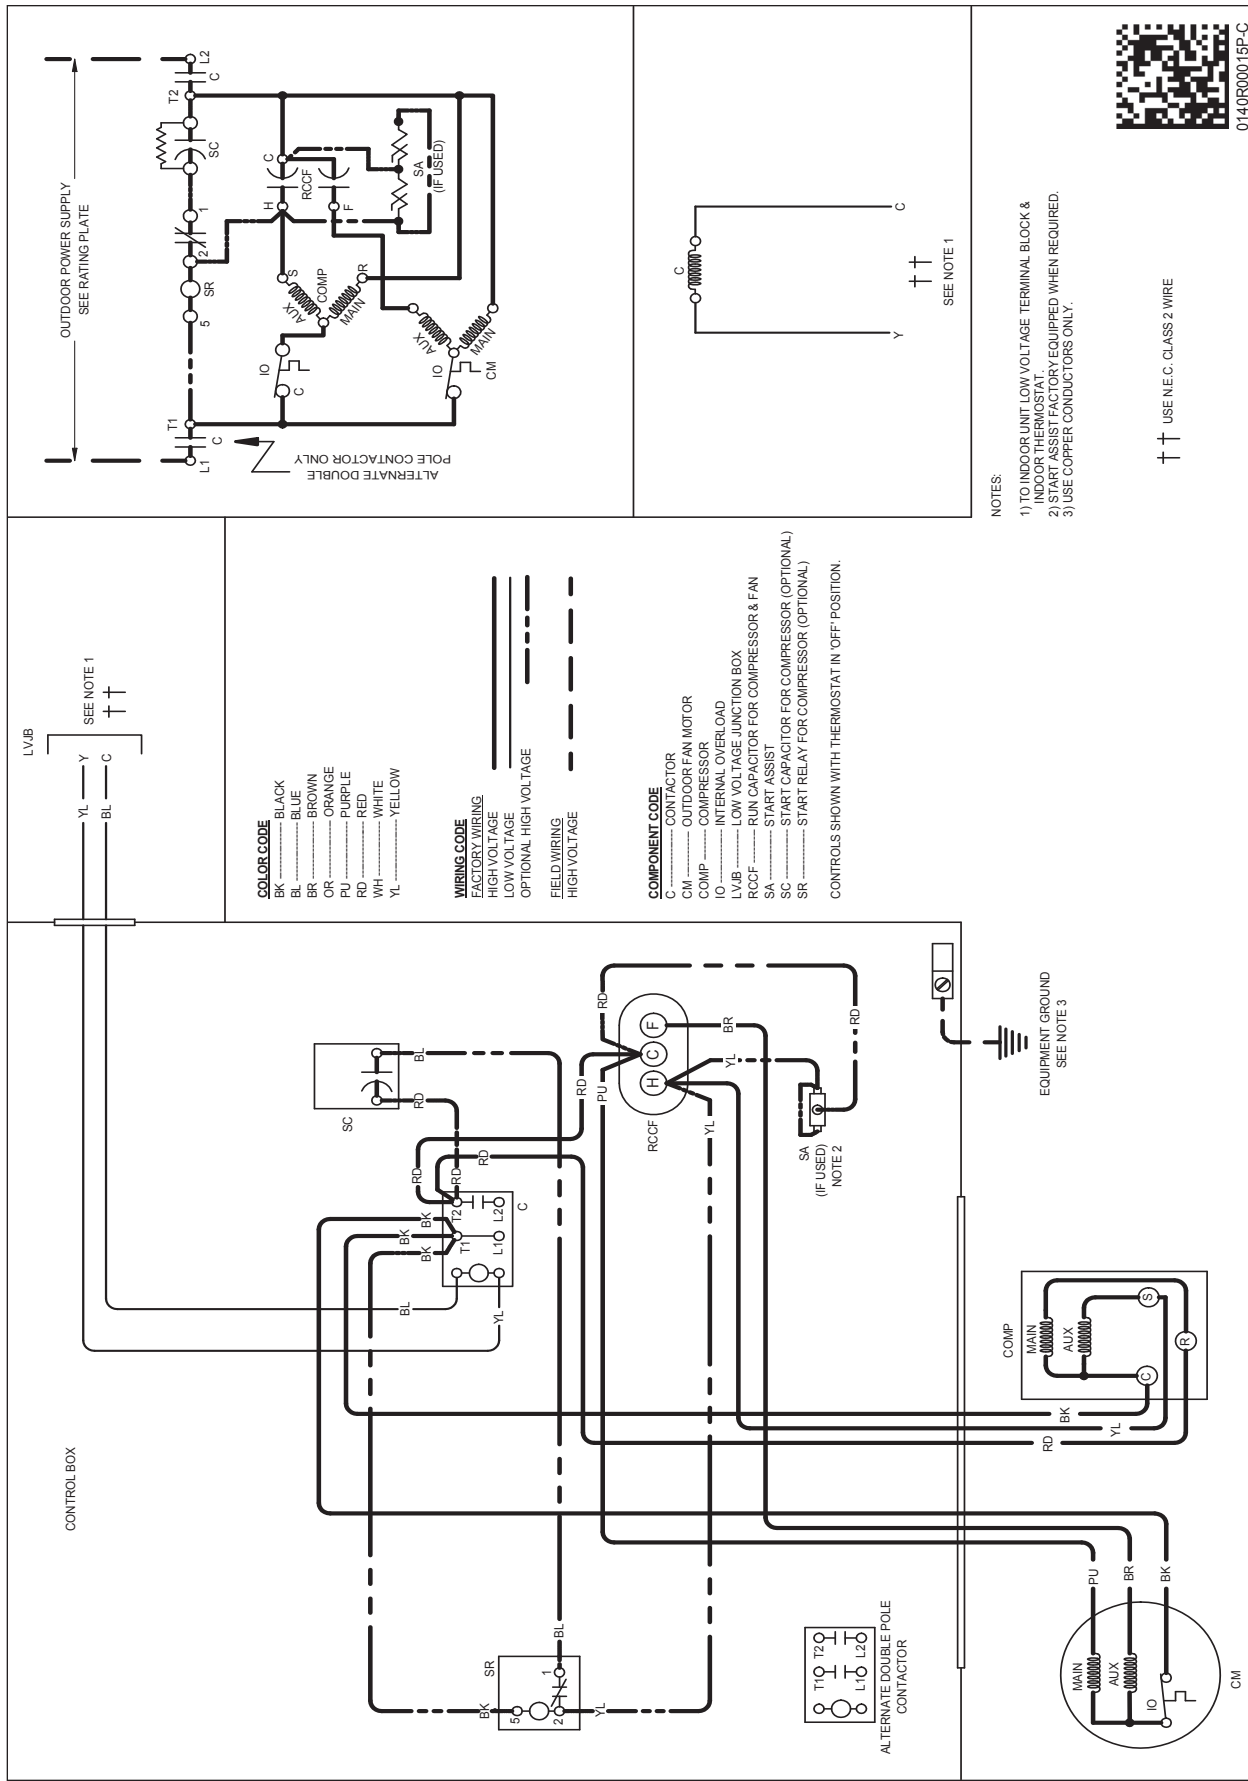 CONTROL BOX
LVJB
SEE NOTE 1
YL
Y
BL
C
BK
BK
BK
BL
YL
T1
T2
L1
L2
C
RD
RD
RD
RD
BL
SC
SR
BK
5
2
1
BL
YL
RCCF
H
C
F
PU
RD
RD
YL
BR
YL
RD
SA
(IF USED)
NOTE 2
ALTERNATE DOUBLE POLE
CONTACTOR
T1
T2
L1
L2
EQUIPMENT GROUND
SEE NOTE 3
COMP
MAIN
AUX
C
S
R
BK
YL
RD
CM
MAIN
AUX
IO
PU
BR
BK
COLOR CODE
BK ---------- BLACK
BL ---------- BLUE
BR ---------- BROWN
OR ---------- ORANGE
PU ---------- PURPLE
RD ---------- RED
WH ---------- WHITE
YL ---------- YELLOW
WIRING CODE
FACTORY WIRING
HIGH VOLTAGE
LOW VOLTAGE
OPTIONAL HIGH VOLTAGE
FIELD WIRING
HIGH VOLTAGE
COMPONENT CODE
C ---------- CONTACTOR
CM ---------- OUTDOOR FAN MOTOR
COMP ---------- COMPRESSOR
IO ---------- INTERNAL OVERLOAD
LVJB ---------- LOW VOLTAGE JUNCTION BOX
RCCF ---------- RUN CAPACITOR FOR COMPRESSOR & FAN
SA ---------- START ASSIST
SC ---------- START CAPACITOR FOR COMPRESSOR (OPTIONAL)
SR ---------- START RELAY FOR COMPRESSOR (OPTIONAL)
CONTROLS SHOWN WITH THERMOSTAT IN 'OFF' POSITION.
OUTDOOR POWER SUPPLY
SEE RATING PLATE
L1
C
T1
5
SR
2
1
SC
T2
C
L2
ALTERNATE DOUBLE
POLE CONTACTOR ONLY
IO
C
S
AUX
COMP
MAIN
R
H
C
RCCF
F
SA
(IF USED)
IO
AUX
MAIN
CM
C
Y
C
SEE NOTE 1
NOTES:
1) TO INDOOR UNIT LOW VOLTAGE TERMINAL BLOCK &
INDOOR THERMOSTAT.
2) START ASSIST FACTORY EQUIPPED WHEN REQUIRED.
3) USE COPPER CONDUCTORS ONLY.
†† USE N.E.C. CLASS 2 WIRE
0140R00015P-C